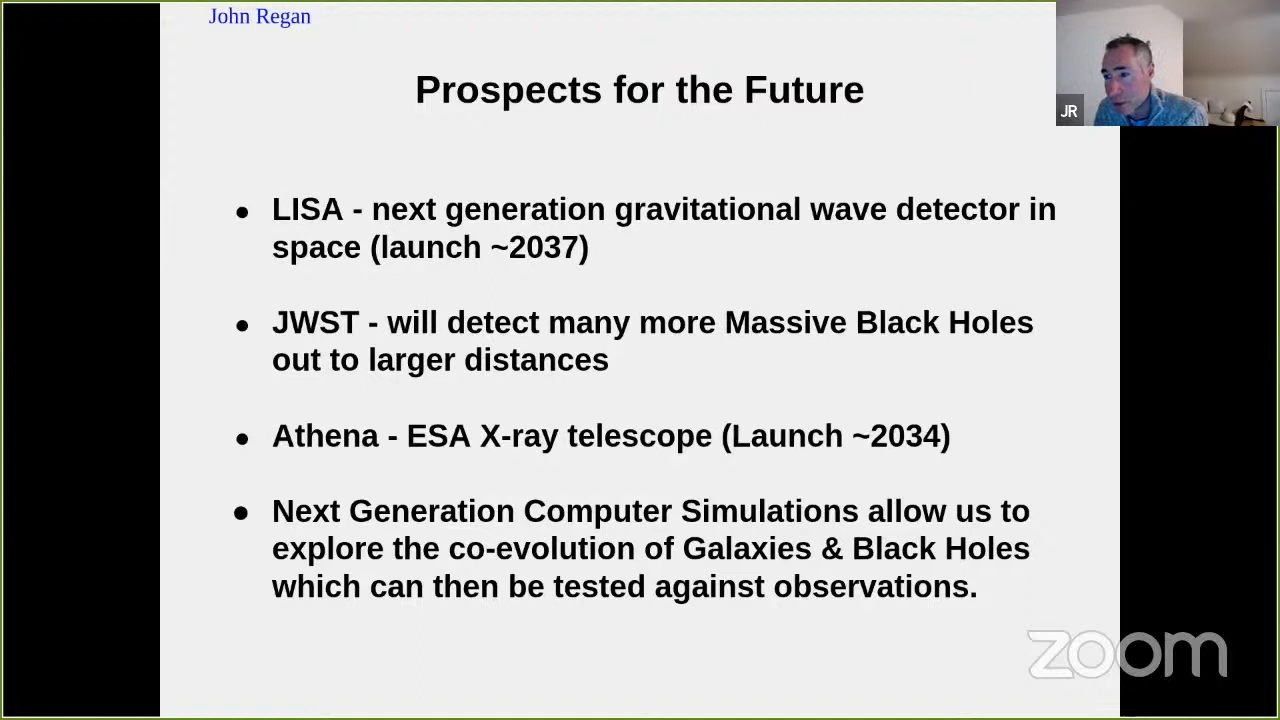 John Regan
Prospects for the Future
JR
● LISA - next generation gravitational wave detector in
space (launch ~2037)
● JWST - will detect many more Massive Black Holes
out to larger distances
● Athena - ESA X-ray telescope (Launch ~2034)
● Next Generation Computer Simulations allow us to
explore the co-evolution of Galaxies & Black Holes
which can then be tested against observations.
zoom